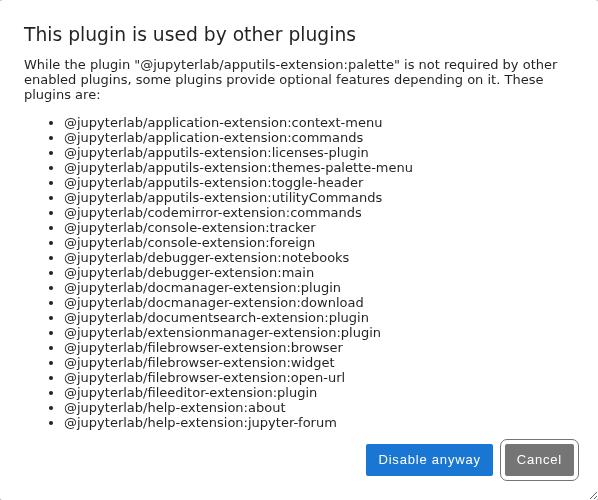 This plugin is used by other plugins
While the plugin "@jupyterlab/apputils-extension:palette" is not required by other
enabled plugins, some plugins provide optional features depending on it. These
plugins are:
• @jupyterlab/application-extension:context-menu
• @jupyterlab/application-extension:commands
• @jupyterlab/apputils-extension:licenses-plugin
• @jupyterlab/apputils-extension:themes-palette-menu
• @jupyterlab/apputils-extension:toggle-header
• @jupyterlab/apputils-extension:utilityCommands
• @jupyterlab/codemirror-extension:commands
• @jupyterlab/console-extension:tracker
• @jupyterlab/console-extension:foreign
• @jupyterlab/debugger-extension:notebooks
• @jupyterlab/debugger-extension:main
• @jupyterlab/docmanager-extension:plugin
• @jupyterlab/docmanager-extension:download
• @jupyterlab/documentsearch-extension:plugin
• @jupyterlab/extensionmanager-extension:plugin
• @jupyterlab/filebrowser-extension:browser
• @jupyterlab/filebrowser-extension:widget
• @jupyterlab/filebrowser-extension:open-url
• @jupyterlab/fileeditor-extension:plugin
• @jupyterlab/help-extension:about
• @jupyterlab/help-extension:jupyter-forum
Disable anyway Cancel